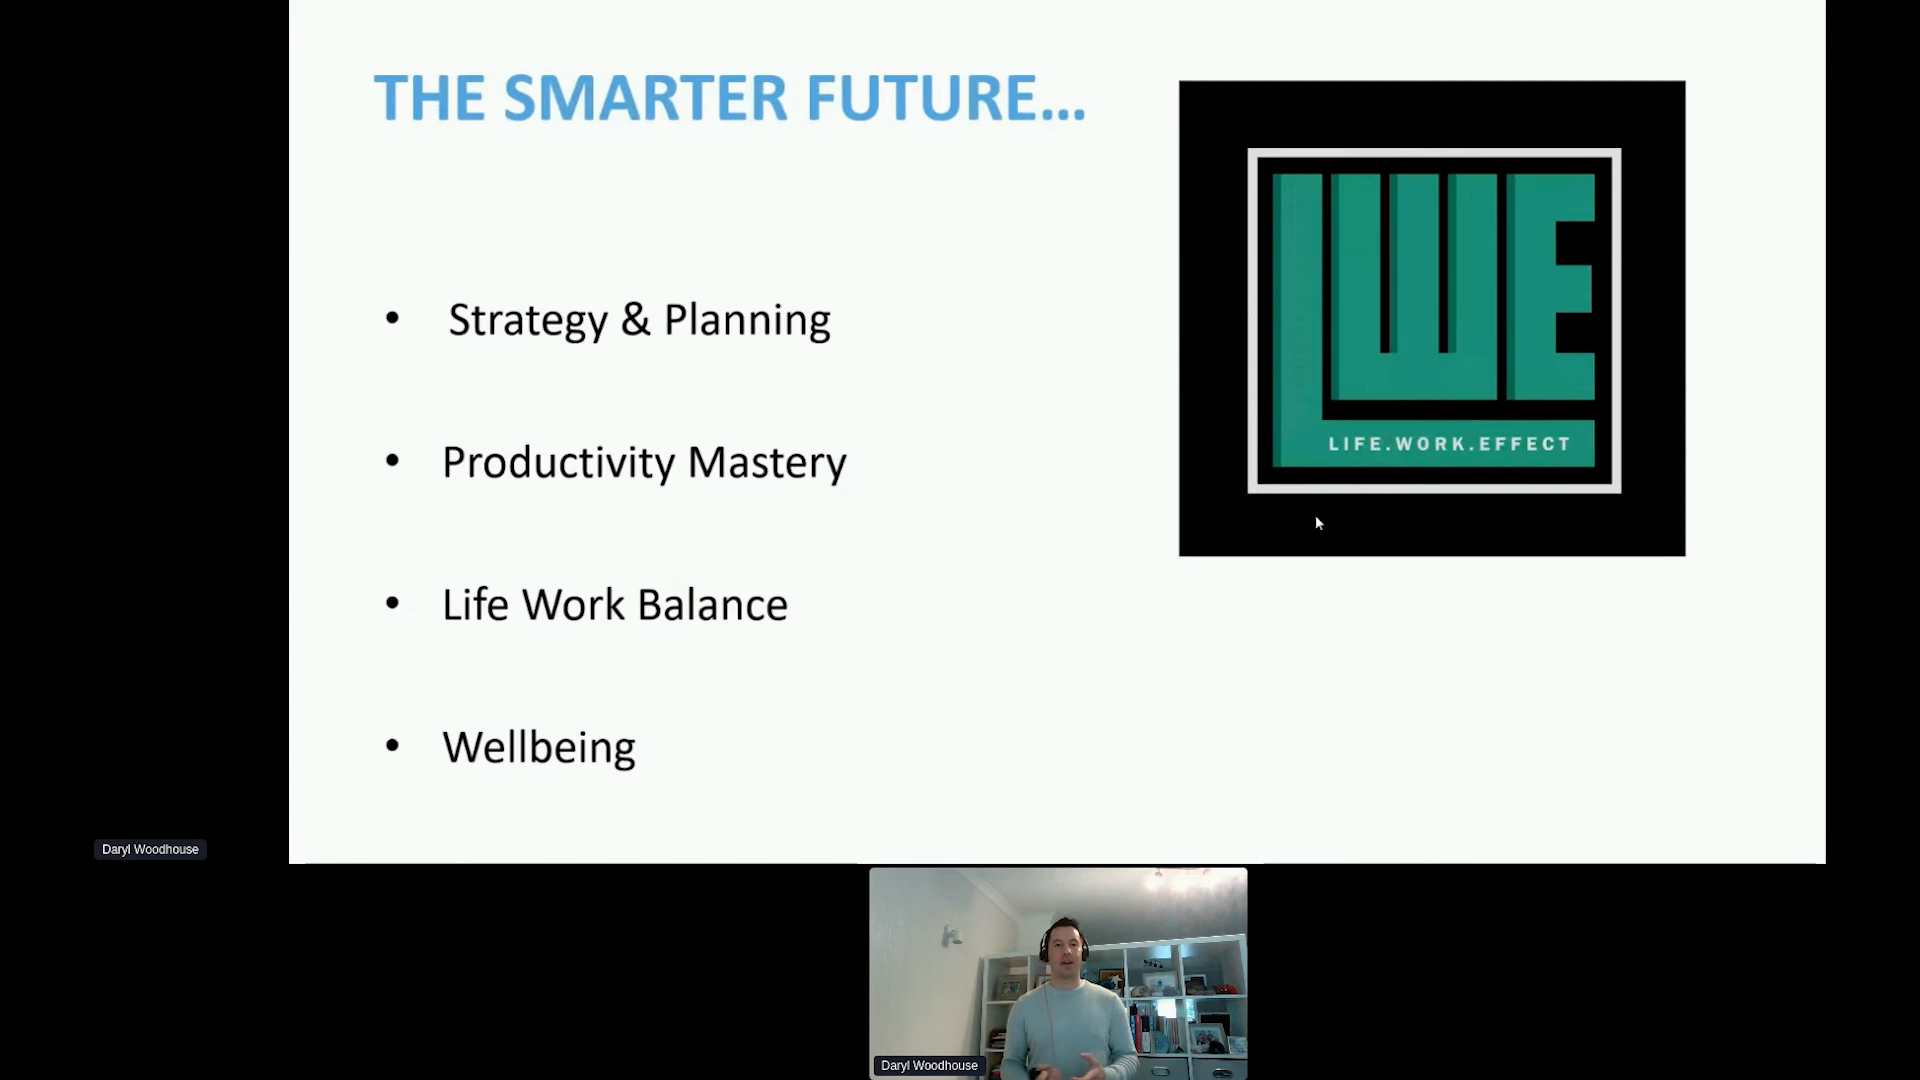 THE SMARTER FUTURE...
• Strategy & Planning
• Productivity Mastery
• Life Work Balance
• Wellbeing
LWE
LIFE.WORK.EFFECT
Daryl Woodhouse
Daryl Woodhouse